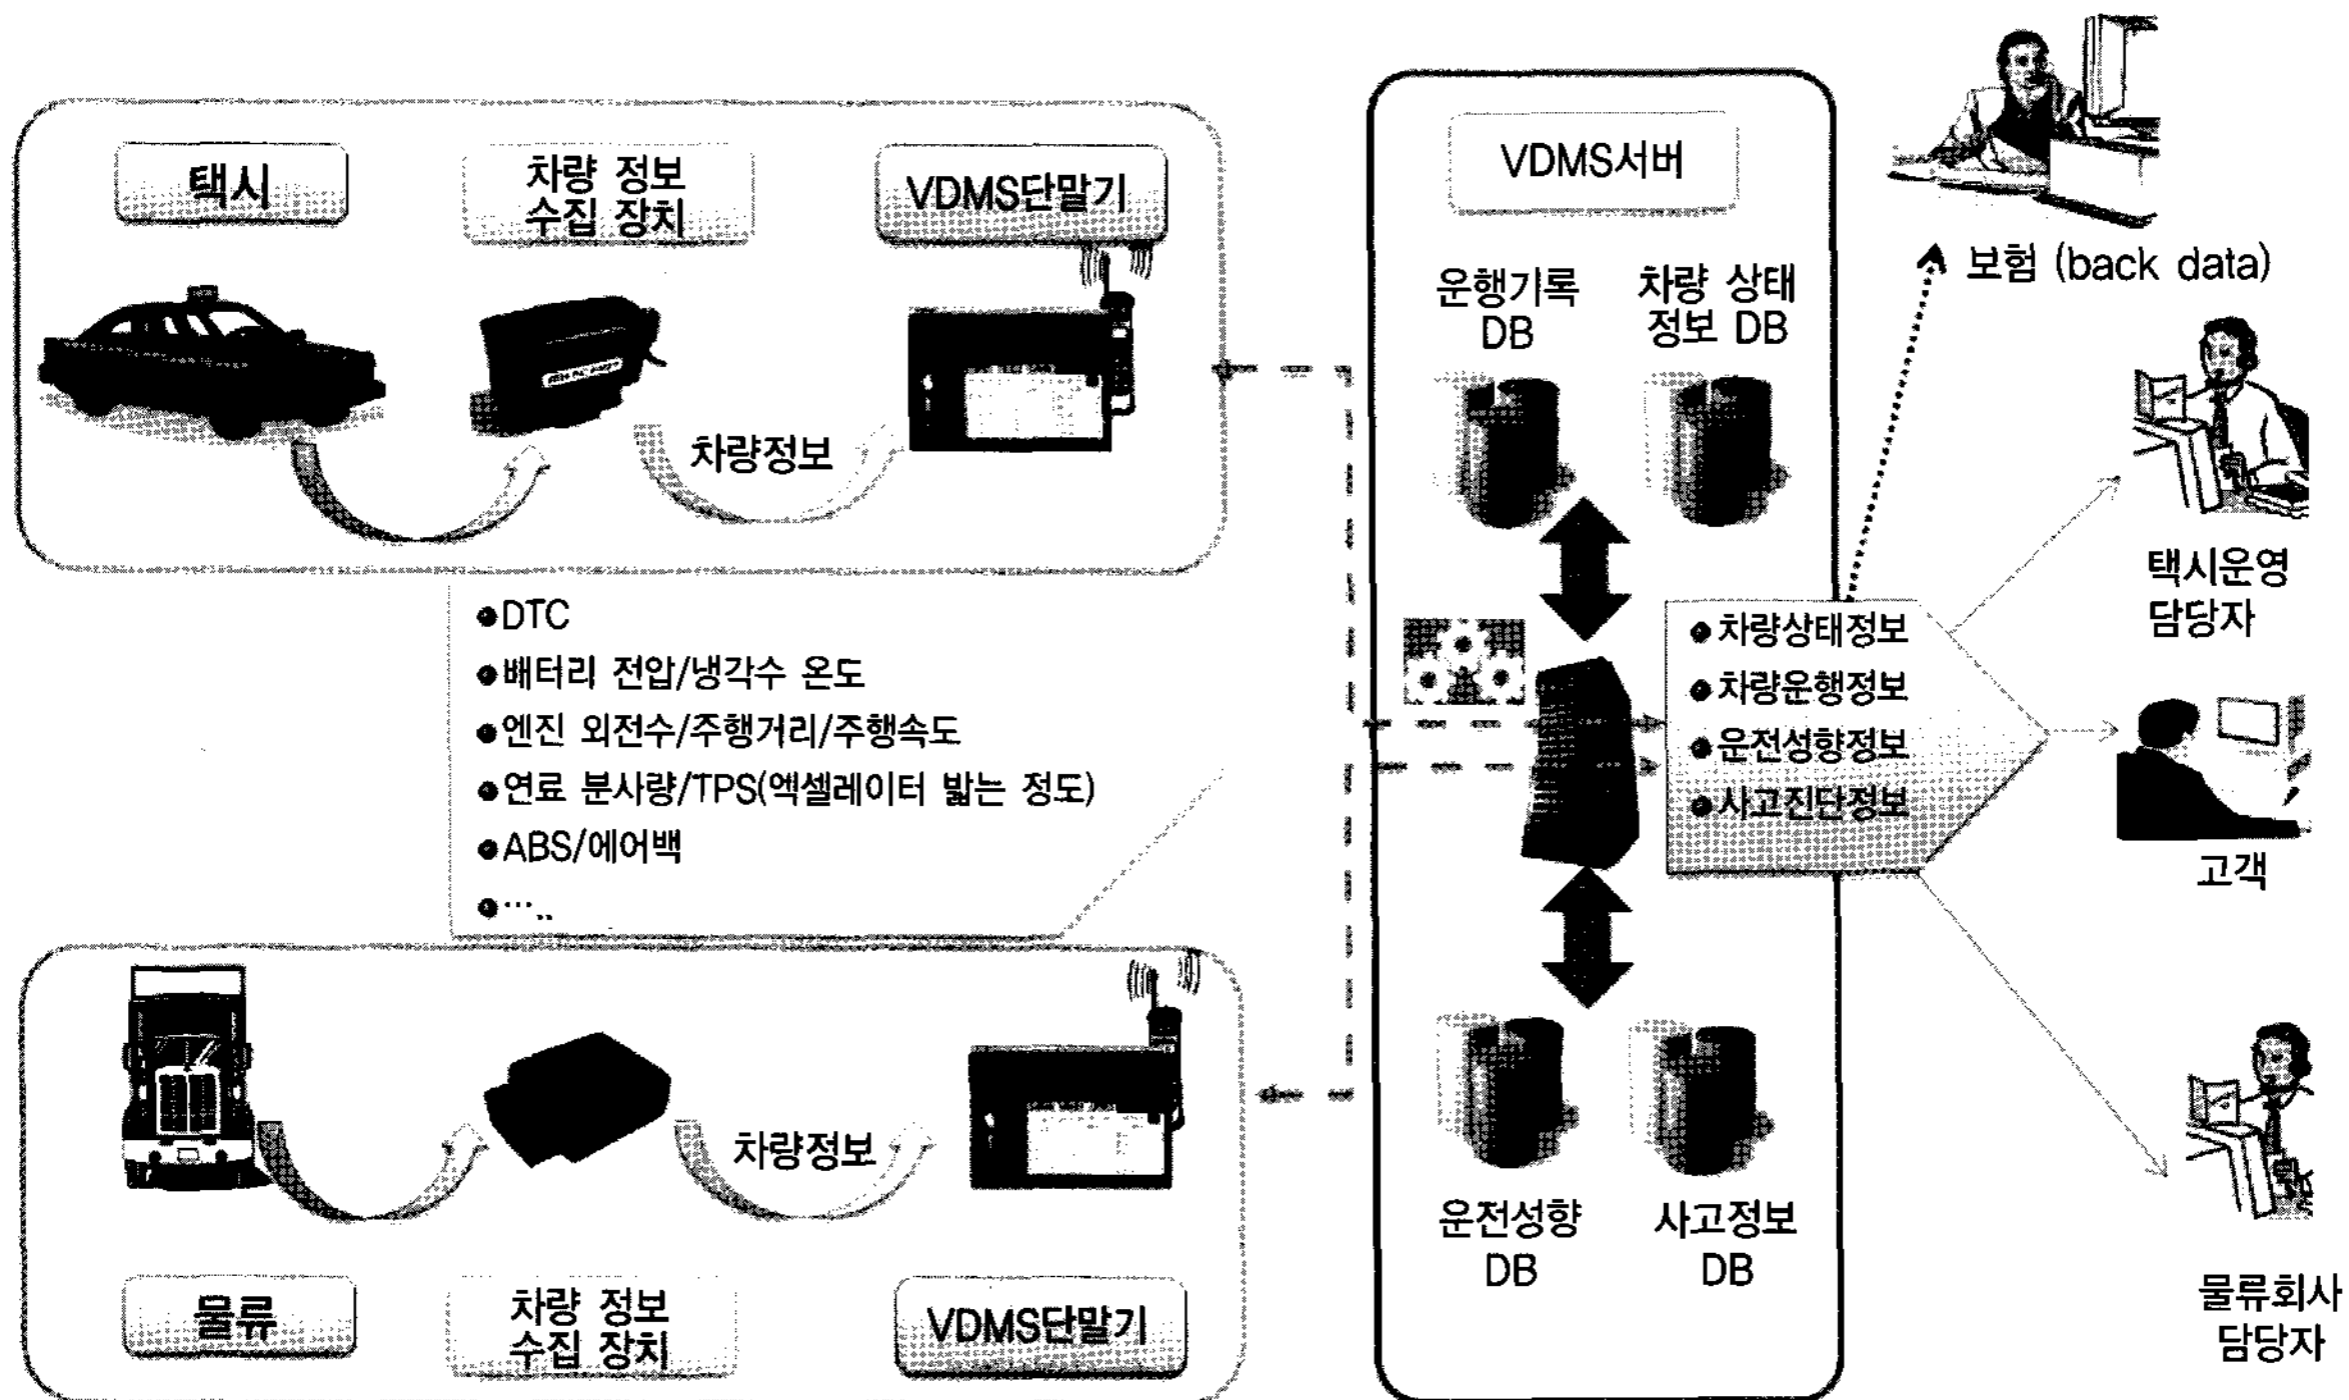 택시
차량 정보
수집 장치
VDMS단말기
차량정보
●DTC
●배터리 전압/냉각수 온도
●엔진 외전수/주행거리/주행속도
●연료 분사량/TPS(엑셀레이터 밟는 정도)
●ABS/에어백
●…..
차량정보
물류
차량 정보
수집 장치
VDMS단말기
VDMS서버
운행기록
DB
차량 상태
정보 DB
●차량상태정보
●차량운행정보
●운전성향정보
●사고진단정보
운전성향
DB
사고정보
DB
보험 (back data)
택시운영
담당자
고객
물류회사
담당자